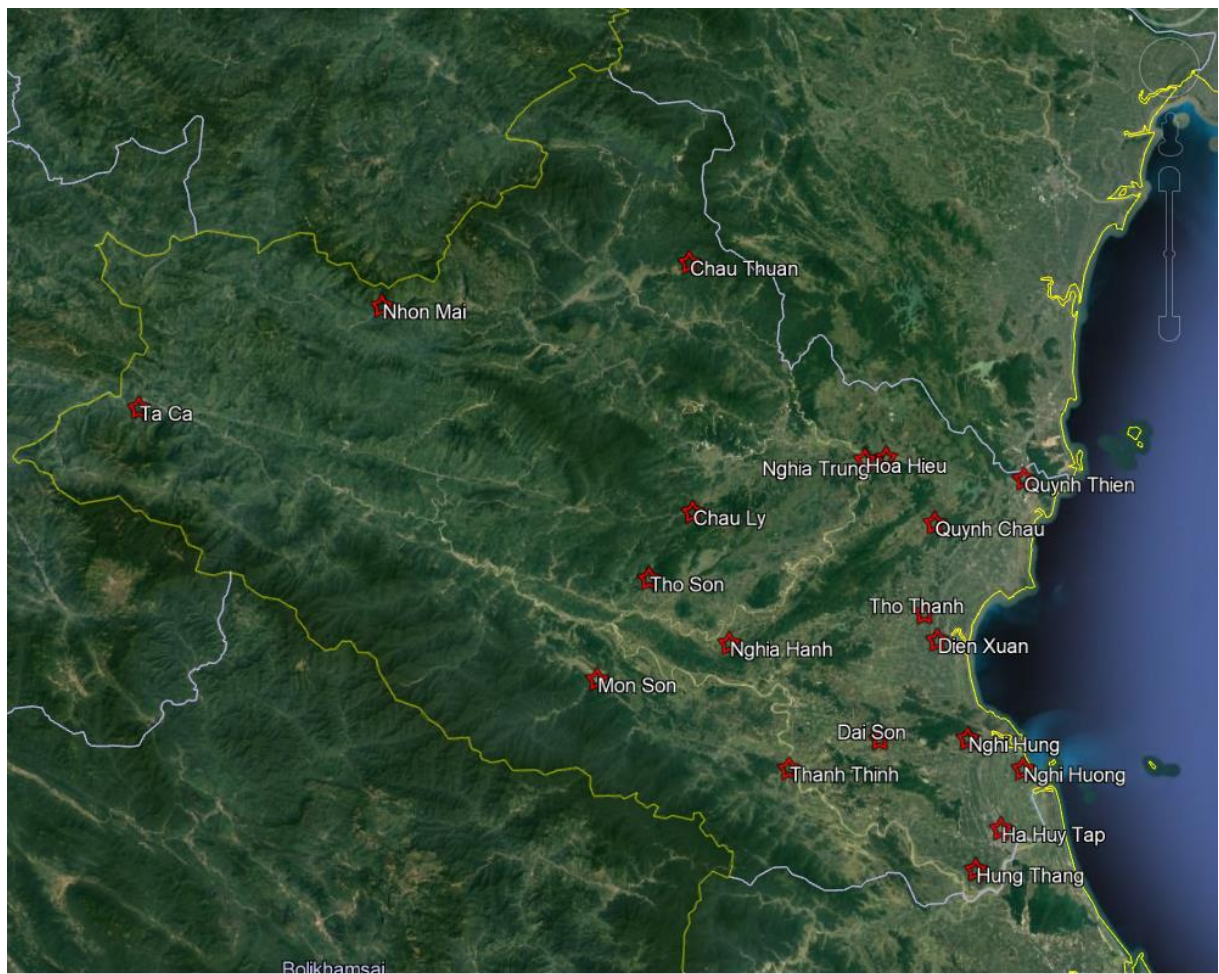 Chau Thuan
Nhon Mai
Ta Ca
Nghia Trung
Hoa Hieu
Quynh Thien
Chau Ly
Quynh Chau
Tho Son
Tho Thanh
Nghia Hanh
Dien Xuan
Mon Son
Dai Son
Nghi Hung
Thanh Thinh
Nghi Huong
Ha Huy Tap
Hung Thang
Bolikhamsai